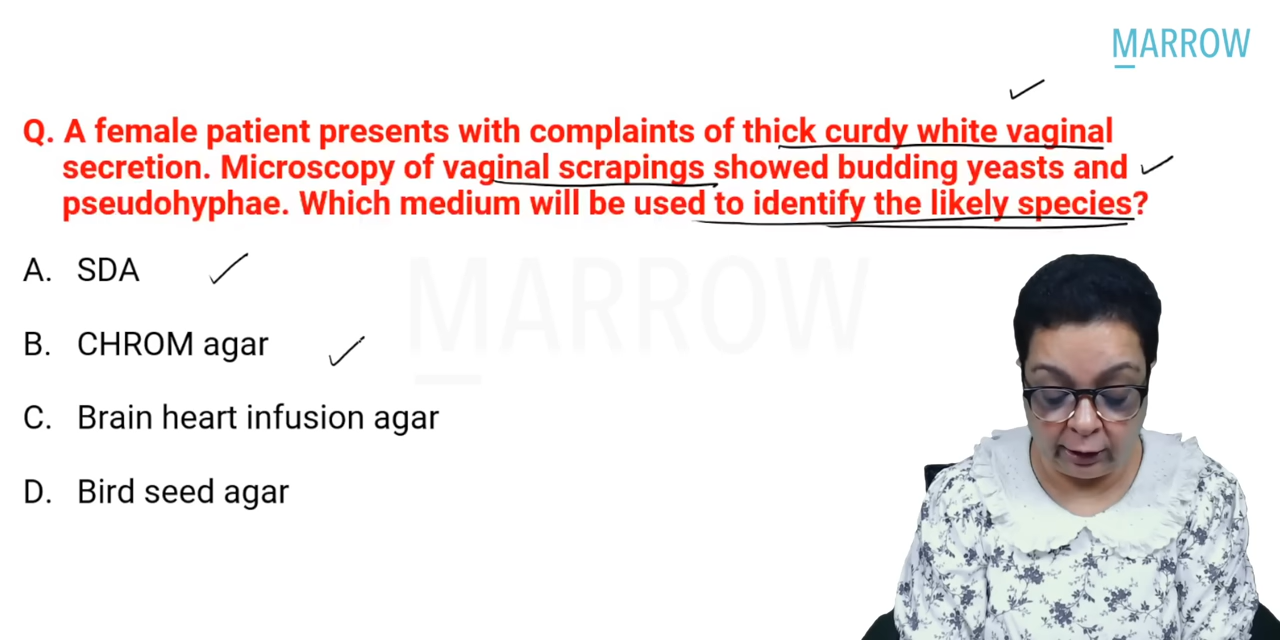 MARROW
Q. A female patient presents with complaints of thick curdy white vaginal
secretion. Microscopy of vaginal scrapings showed budding yeasts and
pseudohyphae. Which medium will be used to identify the likely species?
A. SDA
B. CHROM agar
MARROW
C. Brain heart infusion agar
D. Bird seed agar